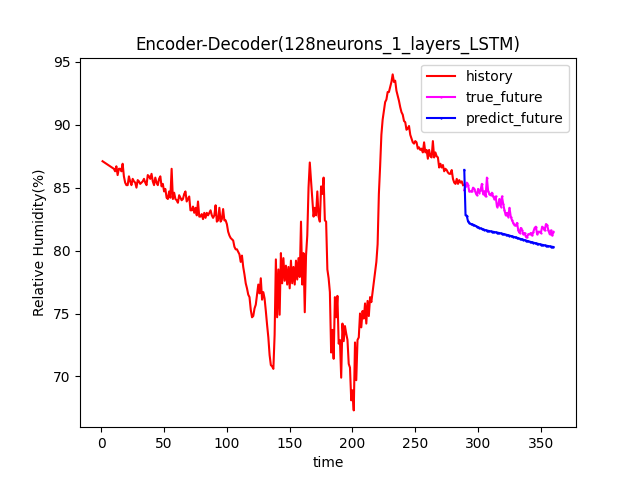 Encoder-Decoder(128neurons_1_layers_LSTM)
history
true_future
predict_future
Relative Humidity(%)
95
90
85
80
75
70
0 50 100 150 200 250 300 350
time